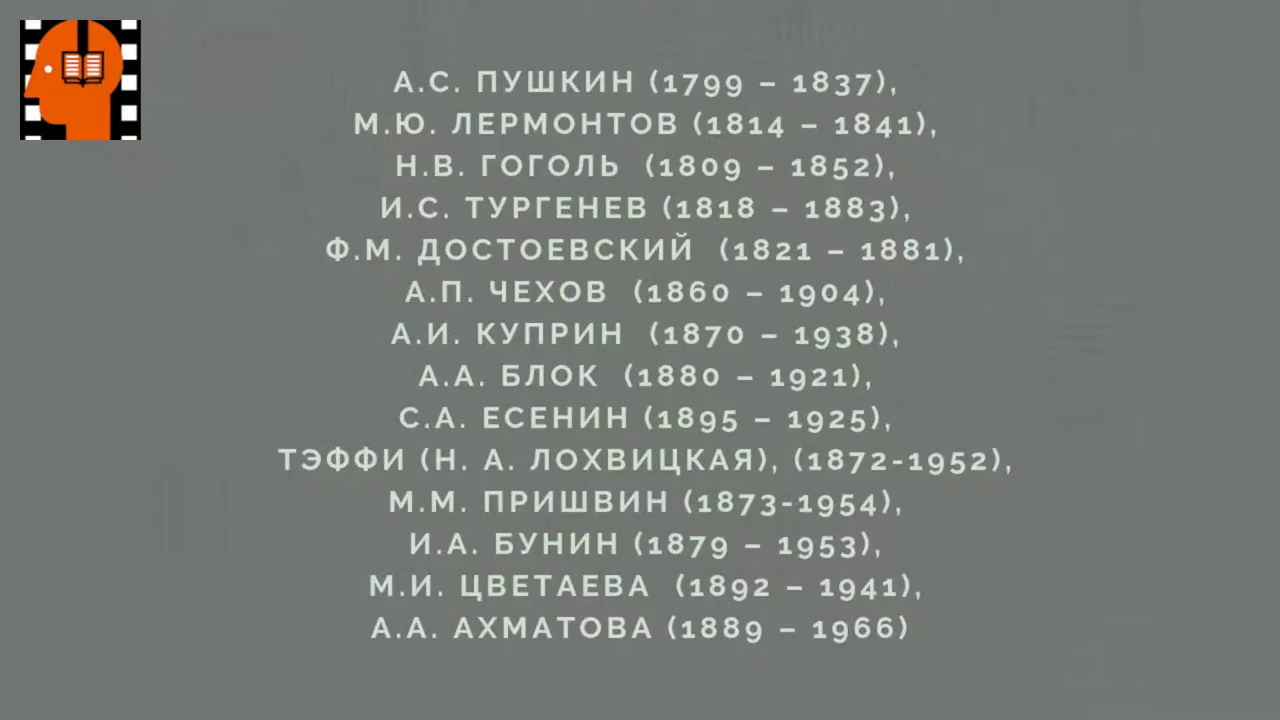 А.С. ПУШКИН (1799 – 1837),
М.Ю. ЛЕРМОНТОВ (1814 – 1841),
Н.В. ГОГОЛЬ (1809 – 1852),
И.С. ТУРГЕНЕВ (1818 – 1883),
Ф.М. ДОСТОЕВСКИЙ (1821 – 1881),
А.П. ЧЕХОВ (1860 – 1904),
А.И. КУПРИН (1870 – 1938),
А.А. БЛОК (1880 – 1921),
С.А. ЕСЕНИН (1895 – 1925),
ТЭФФИ (Н. А. ЛОХВИЦКАЯ), (1872-1952),
М.М. ПРИШВИН (1873-1954),
И.А. БУНИН (1879 – 1953),
М.И. ЦВЕТАЕВА (1892 – 1941),
А.А. АХМАТОВА (1889 – 1966)